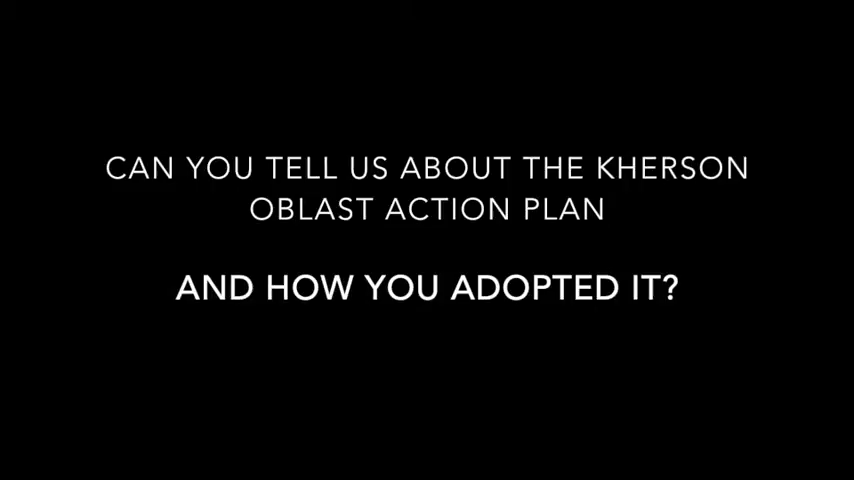 CAN YOU TELL US ABOUT THE KHERSON
OBLAST ACTION PLAN
AND HOW YOU ADOPTED IT?